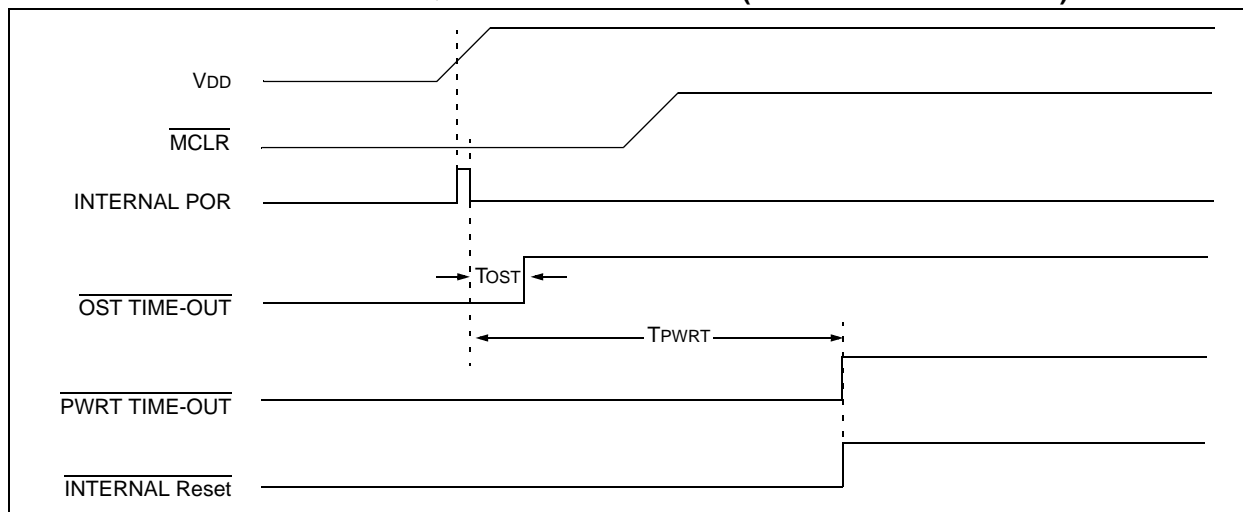 VDD
MCLR
INTERNAL POR
TOST
OST TIME-OUT
TPWRT
PWRT TIME-OUT
INTERNAL Reset